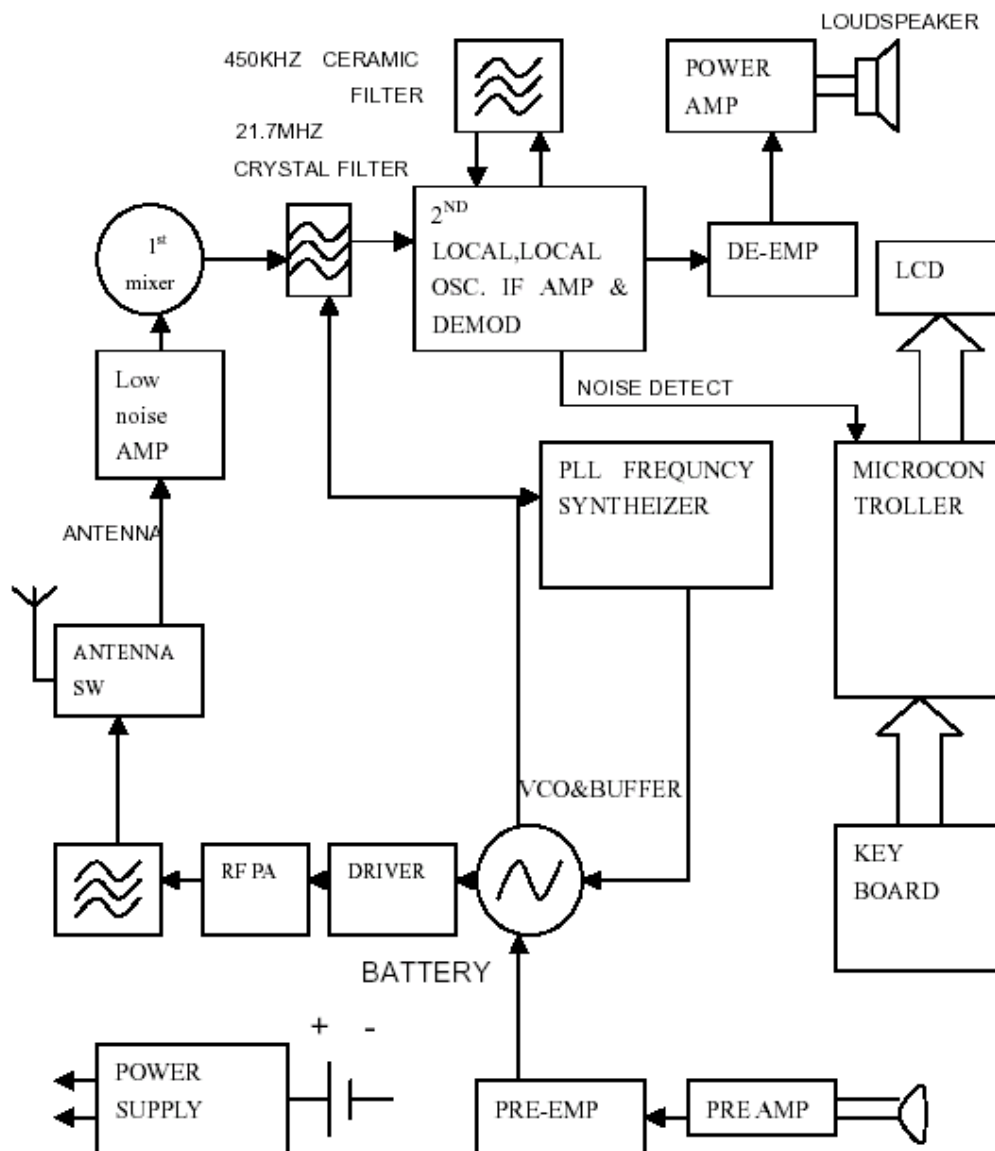 LOUDSPEAKER
450KHZ CERAMIC
FILTER
POWER
AMP
21.7MHZ
CRYSTAL FILTER
2ND
LOCAL,LOCAL
OSC. IF AMP &
DEMOD
1st
mixer
DE-EMP
LCD
Low
noise
AMP
NOISE DETECT
PLL FREQUNCY
SYNTHEIZER
MICROCON
TROLLER
ANTENNA
ANTENNA
SW
VCO&BUFFER
RF PA
DRIVER
KEY
BOARD
BATTERY
+ -
POWER
SUPPLY
PRE-EMP
PRE AMP